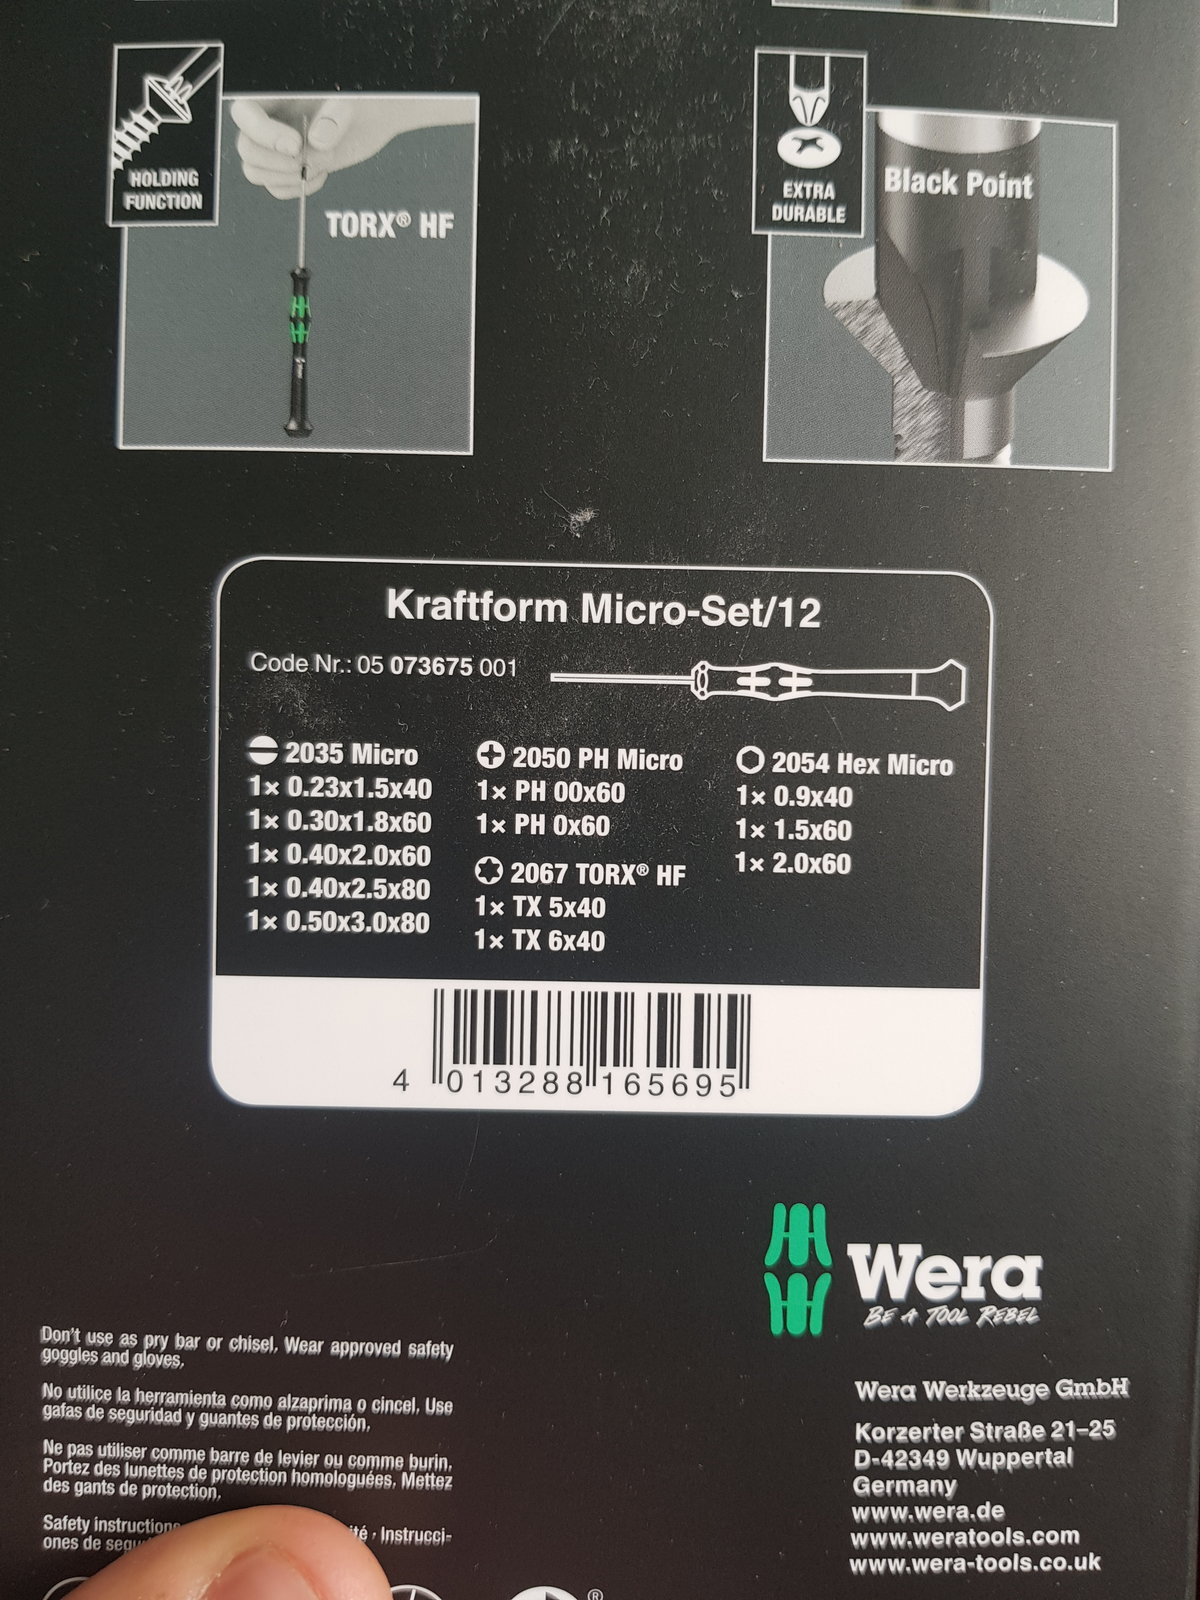 HOLDING
FUNCTION
TORX® HF
EXTRA
DURABLE
Black Point
Kraftform Micro-Set/12
Code Nr.: 05 073675 001
2035 Micro
1× 0.23x1.5x40
1× 0.30x1.8x60
1× 0.40x2.0x60
1× 0.40x2.5x80
1× 0.50x3.0x80
2050 PH Micro
1× PH 00x60
1× PH 0x60
2067 TORX® HF
1× TX 5x40
1× TX 6x40
2054 Hex Micro
1× 0.9x40
1× 1.5x60
1× 2.0x60
4 013288 165695
Wera
BE A TOOL REBEL
Don't use as pry bar or chisel. Wear approved safety
goggles and gloves.
No utilice la herramienta como alzaprima o cincel. Use
gafas de seguridad y guantes de protección.
Ne pas utiliser comme barre de levier ou comme burin.
Portez des lunettes de protection homologuées. Mettez
des gants de protection.
Safety · Instrucci-
ones de
®
Wera Werkzeuge GmbH
Korzerter Straße 21–25
D-42349 Wuppertal
Germany
www.wera.de
www.weratools.com
www.wera-tools.co.uk